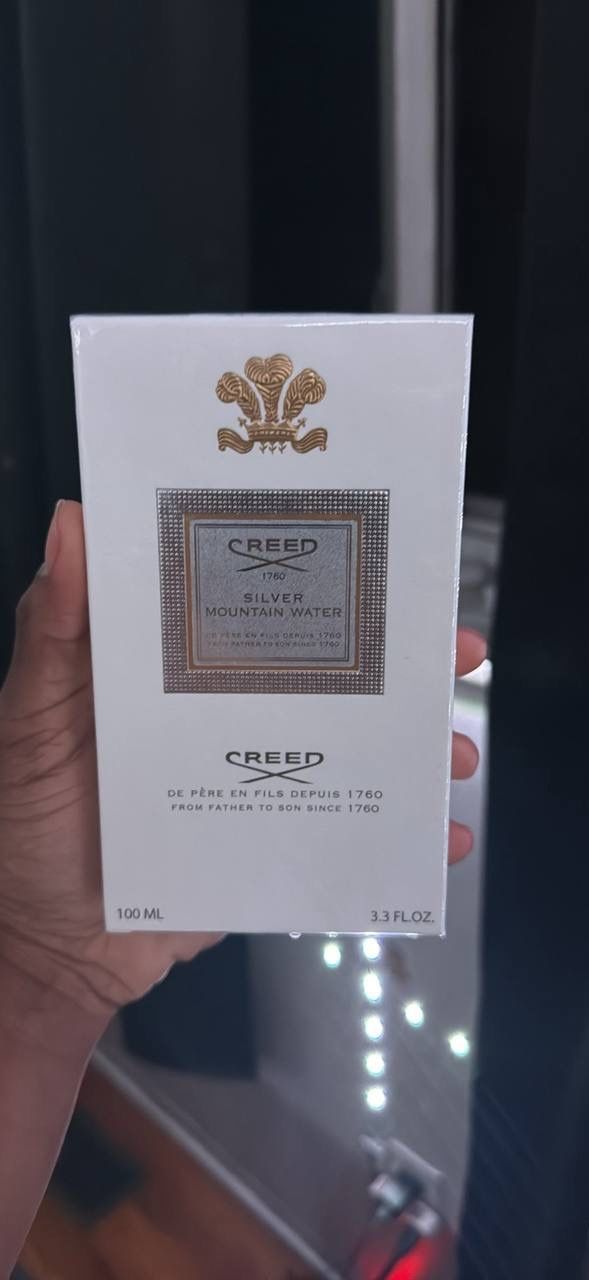 CREED
1760
SILVER
MOUNTAIN WATER
DE PÈRE EN FILS DEPUIS 1760
FROM FATHER TO SON SINCE 1760
CREED
DE PÈRE EN FILS DEPUIS 1760
FROM FATHER TO SON SINCE 1760
100 ML
3.3 FL.OZ.